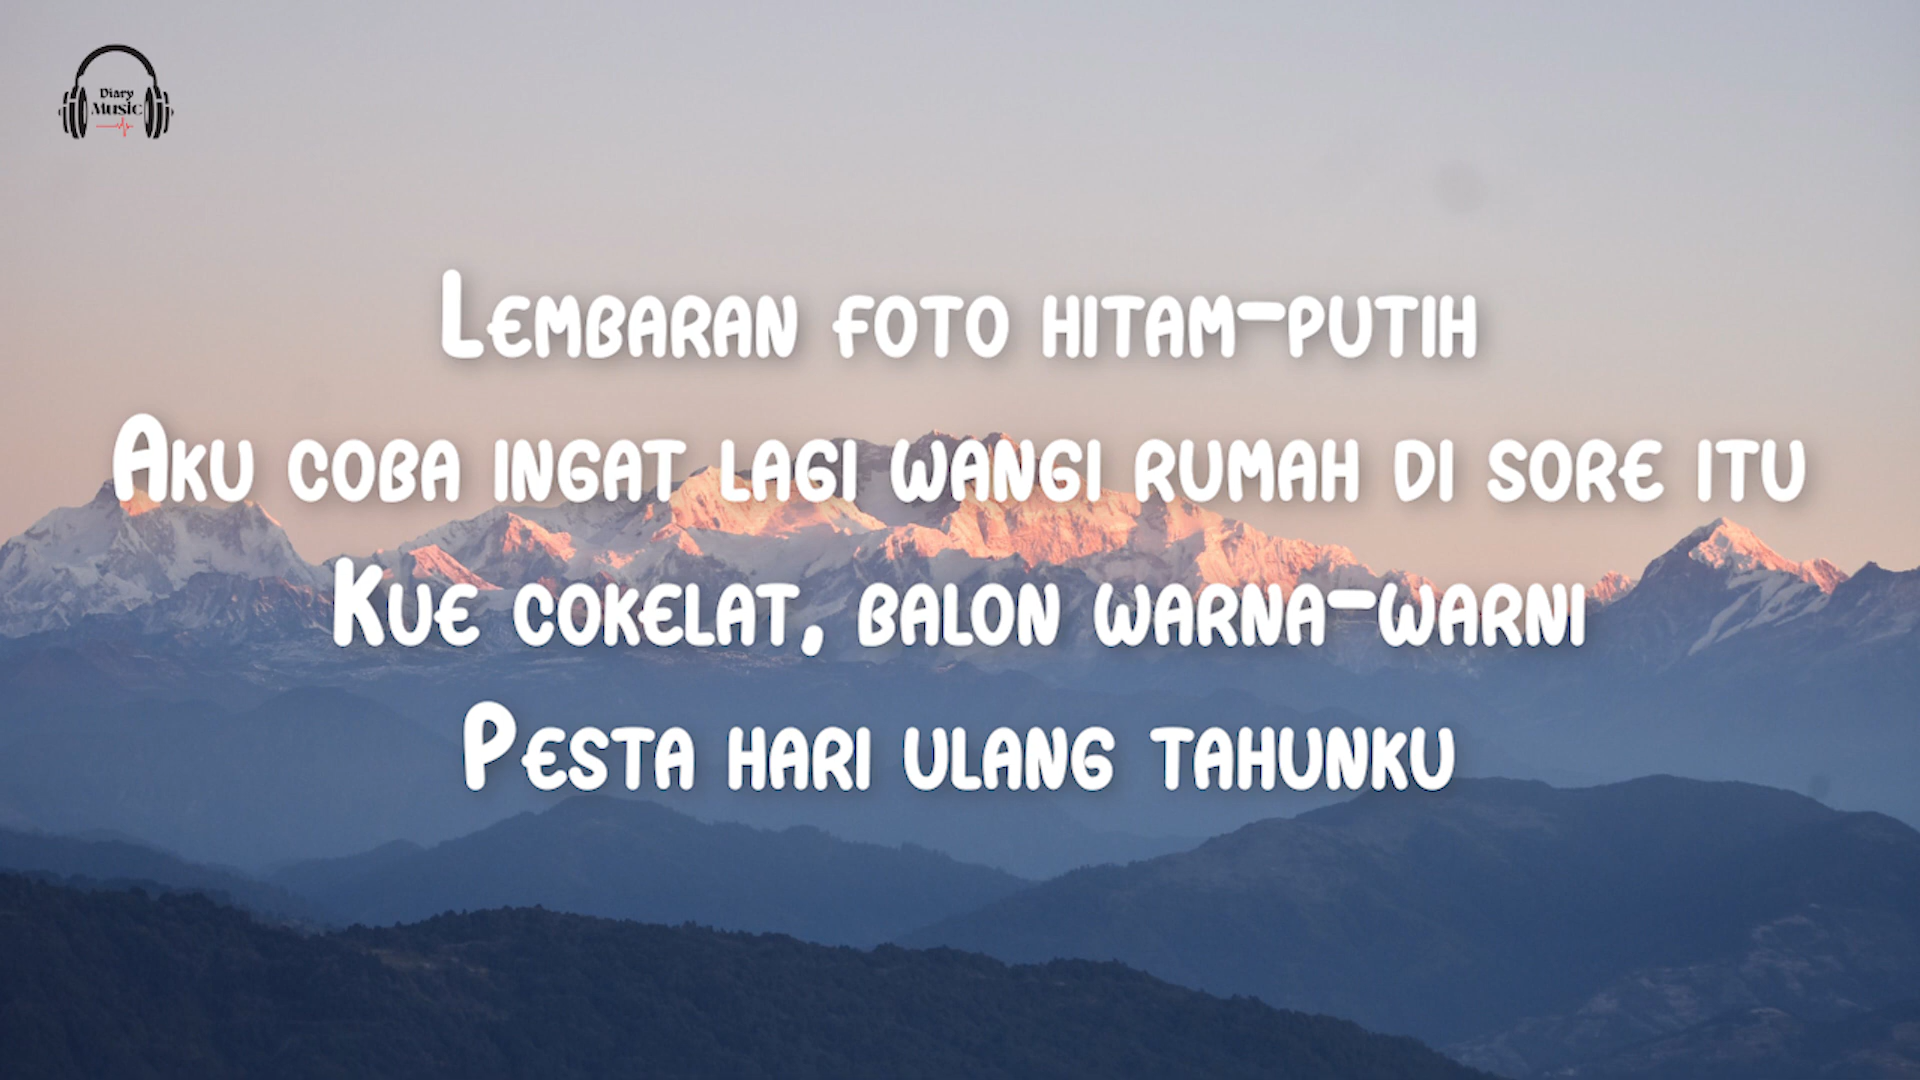 Diary
Music
Lembaran foto hitam-putih
Aku coba ingat lagi wangi rumah di sore itu
Kue cokelat, balon warna-warni
Pesta hari ulang tahunku